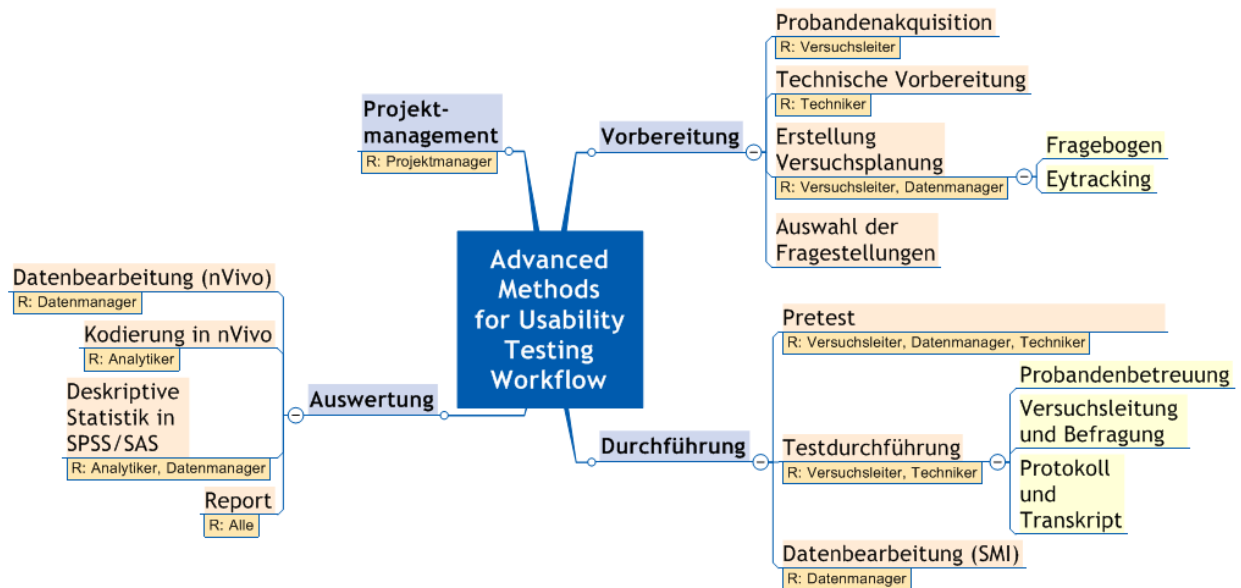 Advanced
Methods
for Usability
Testing
Workflow
Projekt-
management
R: Projektmanager
Vorbereitung
Probandenakquisition
R: Versuchsleiter
Technische Vorbereitung
R: Techniker
Erstellung
Versuchsplanung
R: Versuchsleiter, Datenmanager
Fragebogen
Eytracking
Auswahl der
Fragestellungen
Durchführung
Pretest
R: Versuchsleiter, Datenmanager, Techniker
Testdurchführung
R: Versuchsleiter, Techniker
Probandenbetreuung
Versuchsleitung
und Befragung
Protokoll
und
Transkript
Datenbearbeitung (SMI)
R: Datenmanager
Auswertung
Datenbearbeitung (nVivo)
R: Datenmanager
Kodierung in nVivo
R: Analytiker
Deskriptive
Statistik in
SPSS/SAS
R: Analytiker, Datenmanager
Report
R: Alle